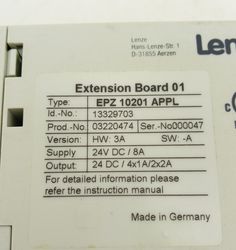 Lenze
Hans-Lenze-Str. 1
D-31855 Aerzen
Len
Extension Board 01
Type: EPZ 10201 APPL
Id.-No.: 13329703
Prod.-No. 03220474 Ser.-No000047
Version: HW: 3A SW: -A
Supply 24V DC / 8A
Output: 24 DC / 4x1A/2x2A
For detailed information please
refer the instruction manual
Made in Germany